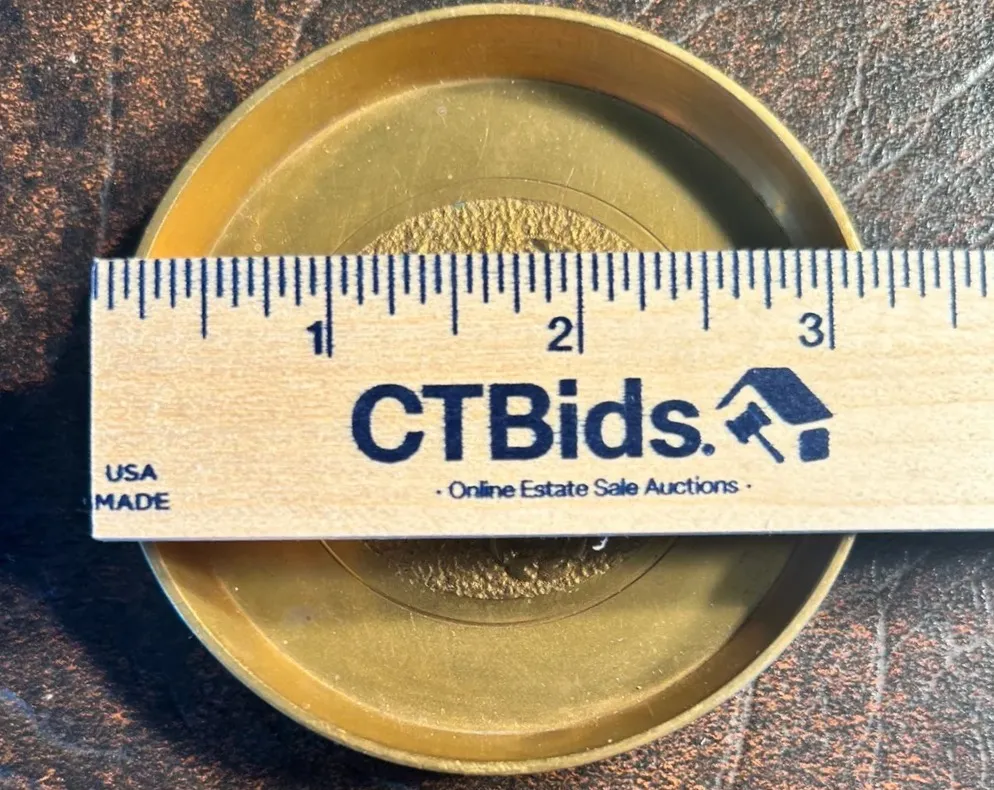 1 2 3
CTBids.
USA
MADE
· Online Estate Sale Auctions ·